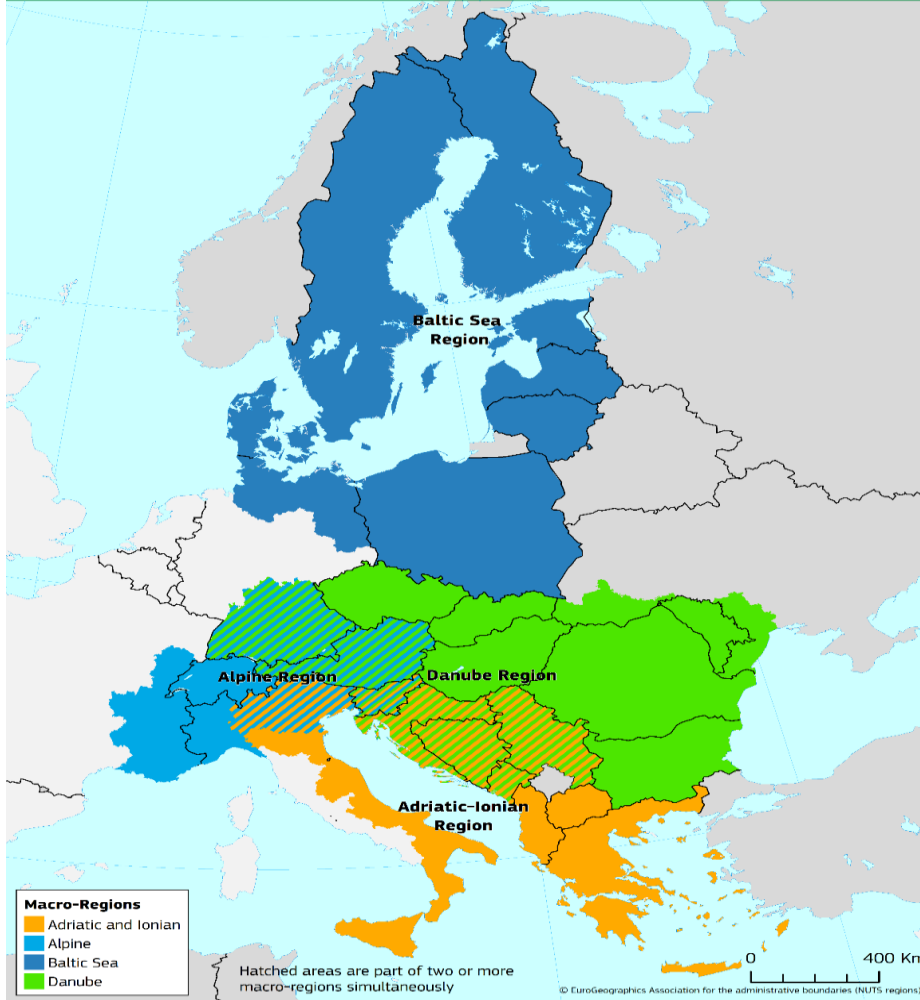 Baltic Sea
Region
Alpine Region
Danube Region
Adriatic-Ionian
Region
Macro-Regions
Adriatic and Ionian
Alpine
Baltic Sea
Danube
Hatched areas are part of two or more
macro-regions simultaneously
0 400 Km
© EuroGeographics Association for the administrative boundaries (NUTS regions)